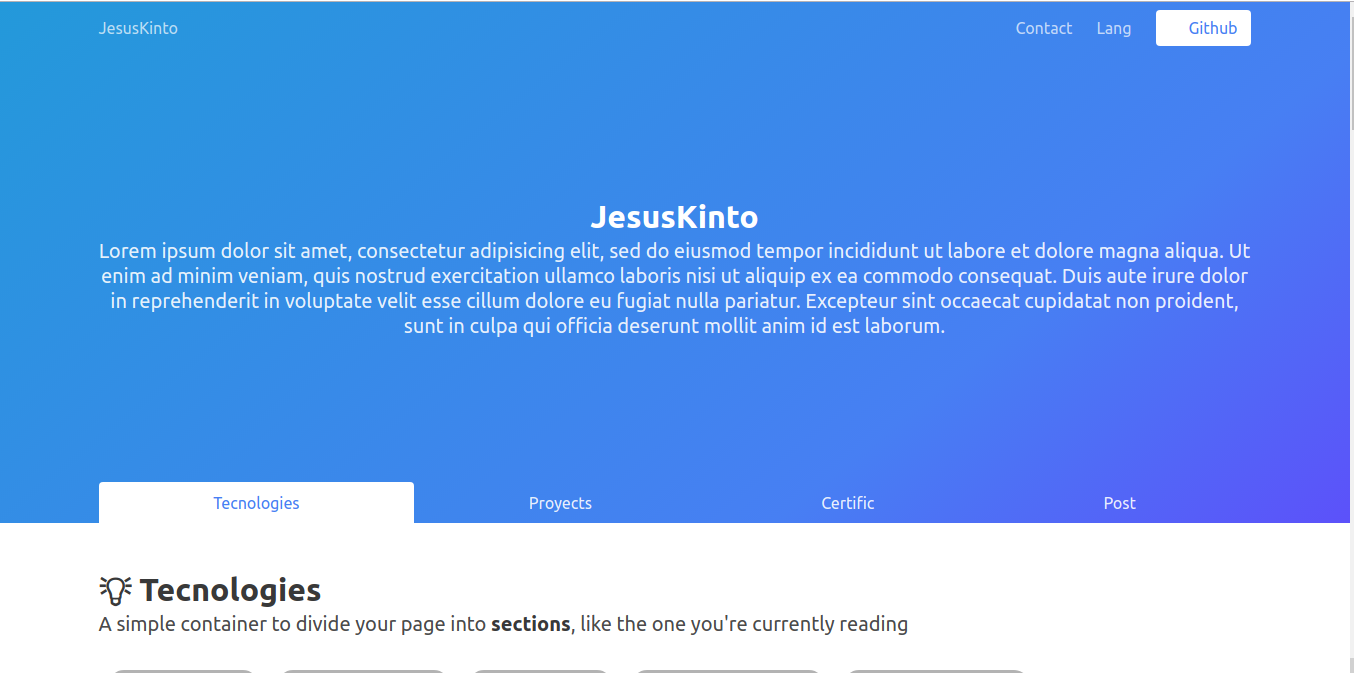 JesusKinto
Contact Lang Github
JesusKinto
Lorem ipsum dolor sit amet, consectetur adipisicing elit, sed do eiusmod tempor incididunt ut labore et dolore magna aliqua. Ut
enim ad minim veniam, quis nostrud exercitation ullamco laboris nisi ut aliquip ex ea commodo consequat. Duis aute irure dolor
in reprehenderit in voluptate velit esse cillum dolore eu fugiat nulla pariatur. Excepteur sint occaecat cupidatat non proident,
sunt in culpa qui officia deserunt mollit anim id est laborum.
Tecnologies Proyects Certific Post
Tecnologies
A simple container to divide your page into sections, like the one you're currently reading